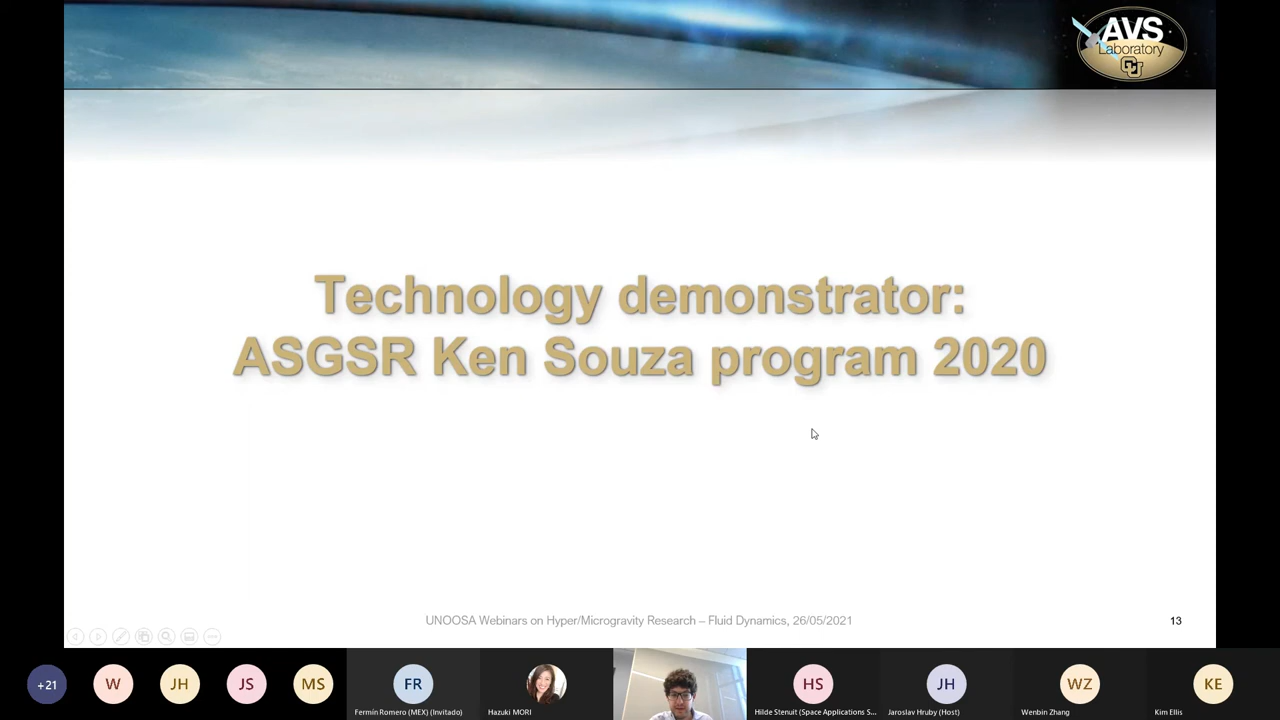 AVS
Laboratory
CU
Technology demonstrator:
ASGSR Ken Souza program 2020
UNOOSA Webinars on Hyper/Microgravity Research – Fluid Dynamics, 26/05/2021
13
+21
W
JH
JS
MS
FR
HS
JH
WZ
KE
Fermín Romero (MEX) (Invitado)
Hazuki MORI
Hilde Stenuit (Space Applications S...
Jaroslav Hruby (Host)
Wenbin Zhang
Kim Ellis